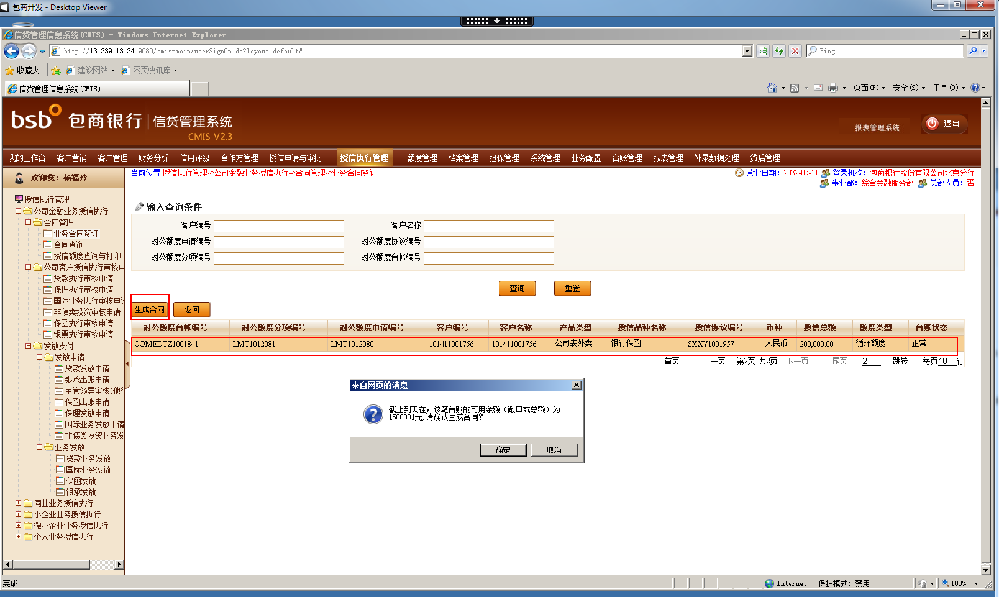 包商开发 - Desktop Viewer
信贷管理信息系统(CMIS) - Windows Internet Explorer
http://13.239.13.34:9080/cmis-main/userSignOn.do?layout=default#
Bing
收藏夹 建议网站 网页快讯库
信贷管理信息系统(CMIS)
页面(P) 安全(S) 工具(O)
bsb 包商银行 信贷管理系统
CMIS V2.3
报表管理系统 退出
我的工作台 客户营销 客户管理 财务分析 信用评级 合作方管理 授信申请与审批 授信执行管理 额度管理 档案管理 担保管理 系统管理 业务配置 台账管理 报表管理 补录数据处理 贷后管理
欢迎您：杨福玲
当前位置:授信执行管理->公司金融业务授信执行->合同管理->业务合同签订
营业日期：2032-05-11 登录机构：包商银行股份有限公司北京分行
事业部：综合金融服务部 总部人员：否
授信执行管理
公司金融业务授信执行
合同管理
业务合同签订
合同查询
授信额度查询与打印
公司客户授信执行审核申
贷款执行审核申请
保理执行审核申请
国际业务执行审核申请
非债类投资审核申请
保函执行审核申请
银票执行审核申请
发放支付
发放申请
贷款发放申请
银承出账申请
主管领导审核(他行
保函出账申请
保理发放申请
国际业务发放申请
非债类投资业务发
业务发放
贷款业务发放
国际业务发放
保函发放
银承发放
同业业务授信执行
小企业业务授信执行
微小企业业务授信执行
个人业务授信执行
输入查询条件
客户编号 客户名称
对公额度申请编号 对公额度协议编号
对公额度分项编号 对公额度台帐编号
查询 重置
生成合同 返回
对公额度台帐编号 对公额度分项编号 对公额度申请编号 客户编号 客户名称 产品类型 授信品种名称 授信协议编号 币种 授信总额 额度类型 台账状态
COMEDTZ1001841 LMT1012081 LMT1012080 101411001756 101411001756 公司表外类 银行保函 SXXY1001957 人民币 200,000.00 循环额度 正常
首页 上一页 第2页 共2页 下一页 尾页 2 跳转 每页10 行
来自网页的消息
截止到现在，该笔台账的可用余额（敞口或总额）为:
[50000]元,请确认生成合同?
确定 取消
完成
Internet | 保护模式: 禁用
100%